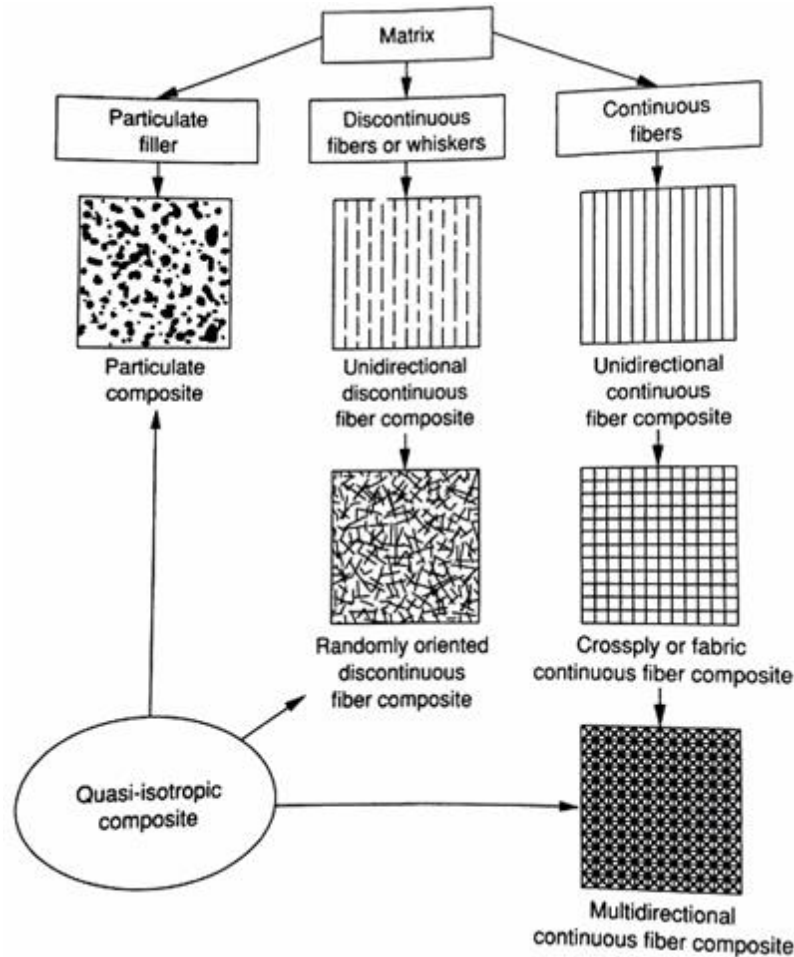 Matrix
Particulate
filler
Discontinuous
fibers or whiskers
Continuous
fibers
Particulate
composite
Unidirectional
discontinuous
fiber composite
Unidirectional
continuous
fiber composite
Randomly oriented
discontinuous
fiber composite
Crossply or fabric
continuous fiber composite
Quasi-isotropic
composite
Multidirectional
continuous fiber composite